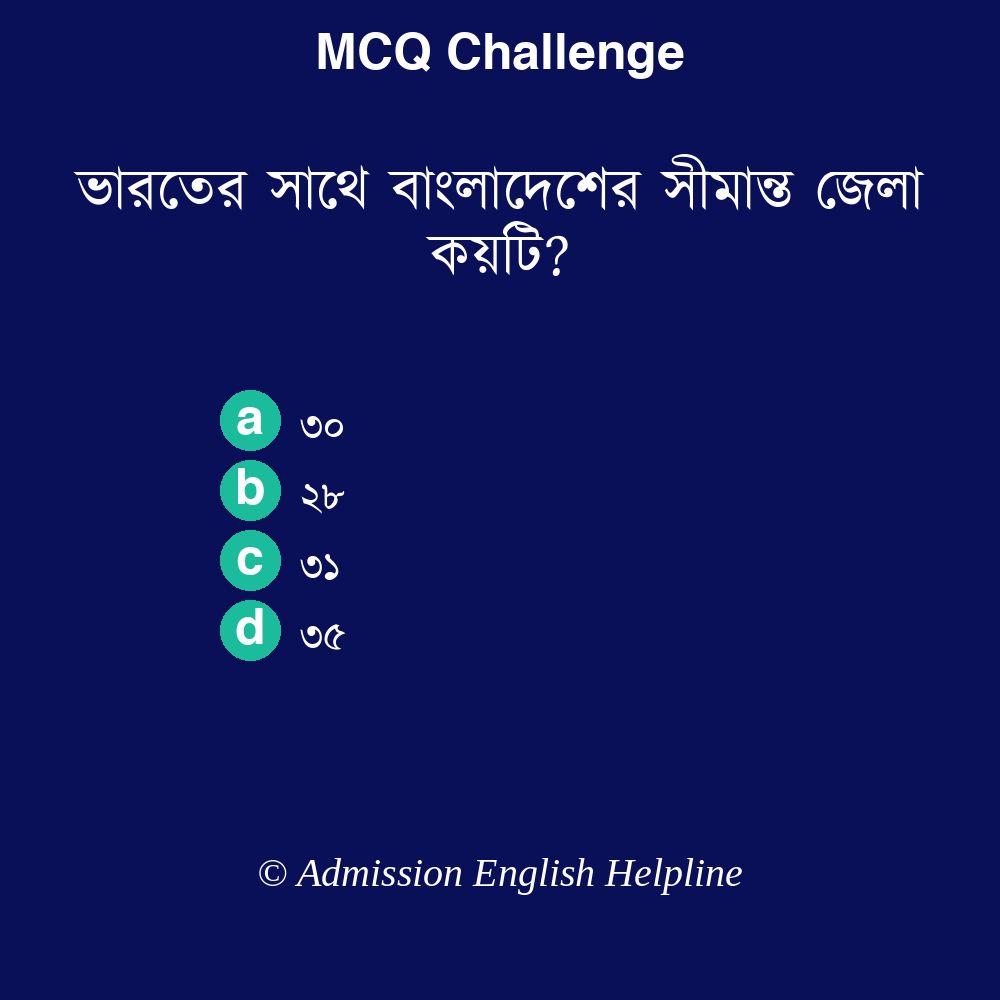 MCQ Challenge
ভারতের সাথে বাংলাদেশের সীমান্ত জেলা
কয়টি?
a ৩০
b ২৮
c ৩১
d ৩৫
© Admission English Helpline